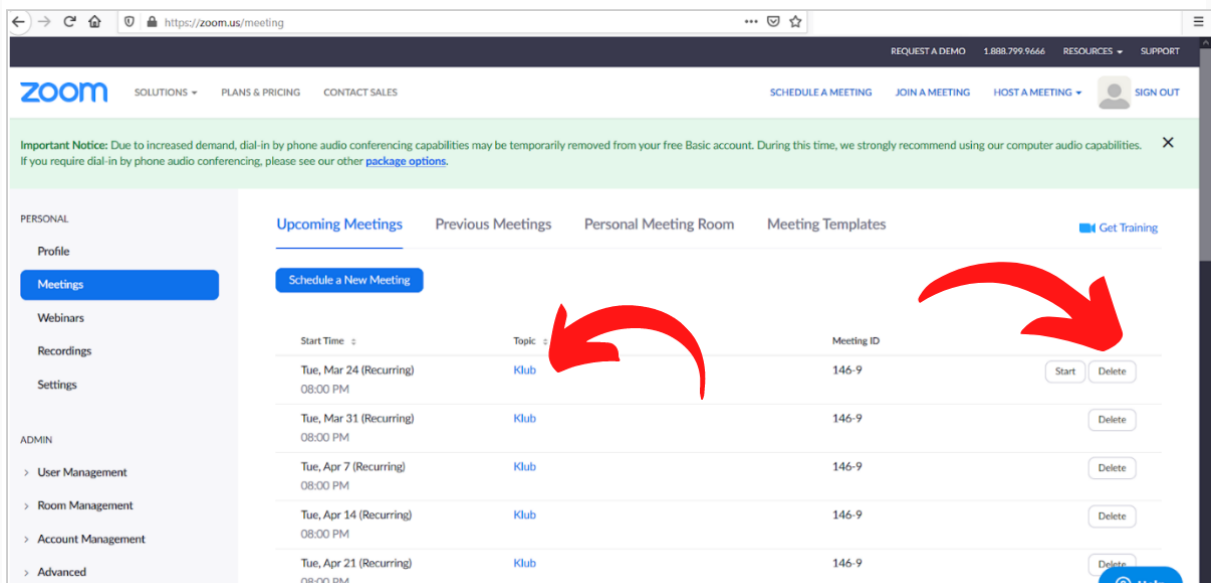 https://zoom.us/meeting
REQUEST A DEMO 1.888.799.9666 RESOURCES SUPPORT
zoom SOLUTIONS PLANS & PRICING CONTACT SALES SCHEDULE A MEETING JOIN A MEETING HOST A MEETING SIGN OUT
Important Notice: Due to increased demand, dial-in by phone audio conferencing capabilities may be temporarily removed from your free Basic account. During this time, we strongly recommend using our computer audio capabilities.
If you require dial-in by phone audio conferencing, please see our other package options.
PERSONAL
Profile
Meetings
Webinars
Recordings
Settings
ADMIN
User Management
Room Management
Account Management
Advanced
Upcoming Meetings Previous Meetings Personal Meeting Room Meeting Templates
Get Training
Schedule a New Meeting
Start Time Topic Meeting ID
Tue, Mar 24 (Recurring) Klub 146-9 Start Delete
08:00 PM
Tue, Mar 31 (Recurring) Klub 146-9 Delete
08:00 PM
Tue, Apr 7 (Recurring) Klub 146-9 Delete
08:00 PM
Tue, Apr 14 (Recurring) Klub 146-9 Delete
08:00 PM
Tue, Apr 21 (Recurring) Klub 146-9 Delete
08:00 PM